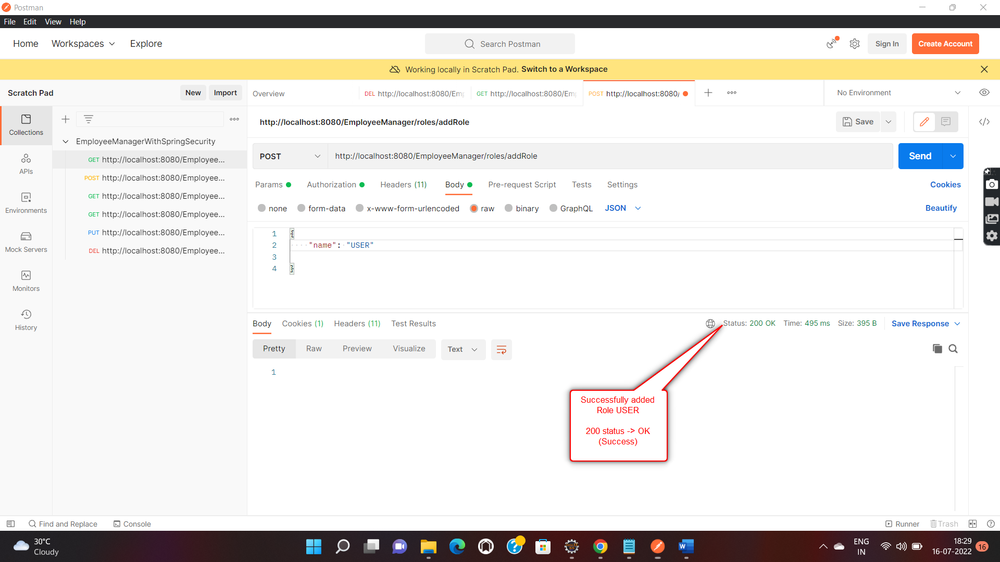 Postman
File Edit View Help
Home Workspaces Explore
Search Postman
Sign In
Create Account
Working locally in Scratch Pad. Switch to a Workspace
Scratch Pad
New
Import
Overview
DEL http://localhost:8080/Em
GET http://localhost:8080/Em
POST http://localhost:8080/
No Environment
Collections
APIs
Environments
Mock Servers
Monitors
History
EmployeeManagerWithSpringSecurity
GET http://localhost:8080/Employee...
POST http://localhost:8080/Employee...
GET http://localhost:8080/Employee...
GET http://localhost:8080/Employee...
PUT http://localhost:8080/Employee...
DEL http://localhost:8080/Employee...
http://localhost:8080/EmployeeManager/roles/addRole
Save
POST
http://localhost:8080/EmployeeManager/roles/addRole
Send
Params Authorization Headers (11) Body Pre-request Script Tests Settings
Cookies
none form-data x-www-form-urlencoded raw binary GraphQL JSON
Beautify
1 {
2 "name": "USER"
3
4 }
Body Cookies (1) Headers (11) Test Results
Status: 200 OK Time: 495 ms Size: 395 B Save Response
Pretty Raw Preview Visualize Text
1
Successfully added
Role USER
200 status -> OK
(Success)
Find and Replace Console
Runner Trash
30°C
Cloudy
ENG
IN
18:29
16-07-2022
16